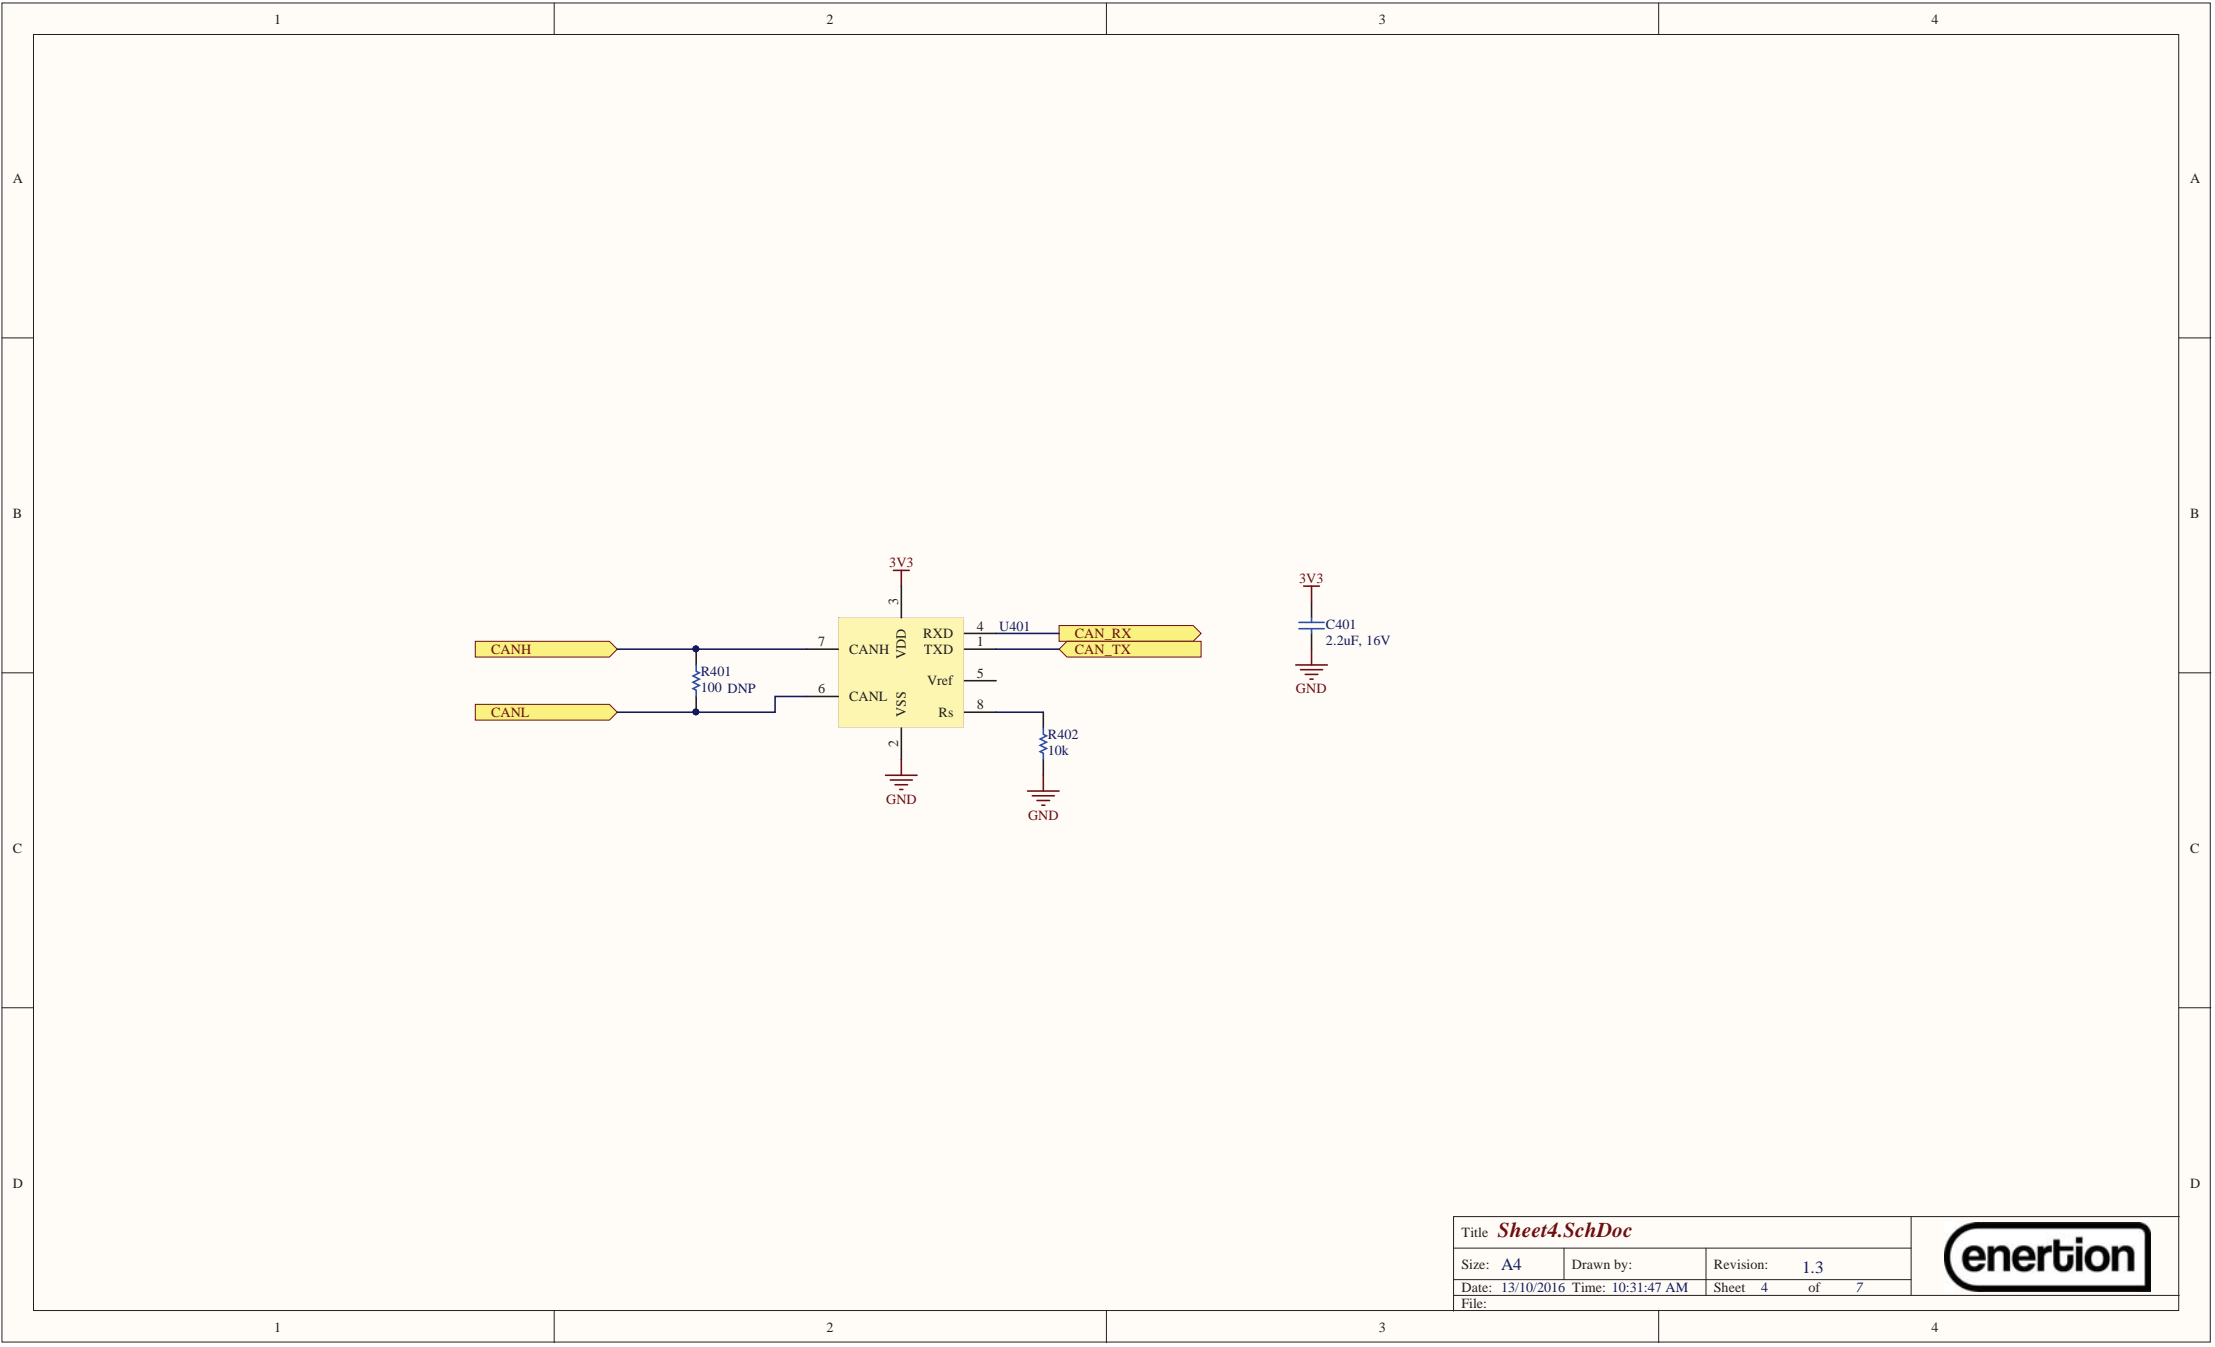 1 2 3 4
A A
B B
3V3
3V3
3
C401
2.2uF, 16V
GND
CANH
7
CANH
VDD
RXD
4
U401
CAN_RX
TXD
1
CAN_TX
R401
100 DNP
Vref
5
CANL
6
CANL
VSS
Rs
8
R402
10k
2
GND
GND
C C
D D
Title Sheet4.SchDoc
Size: A4 Drawn by: Revision: 1.3
Date: 13/10/2016 Time: 10:31:47 AM Sheet 4 of 7
File:
enertion
1 2 3 4